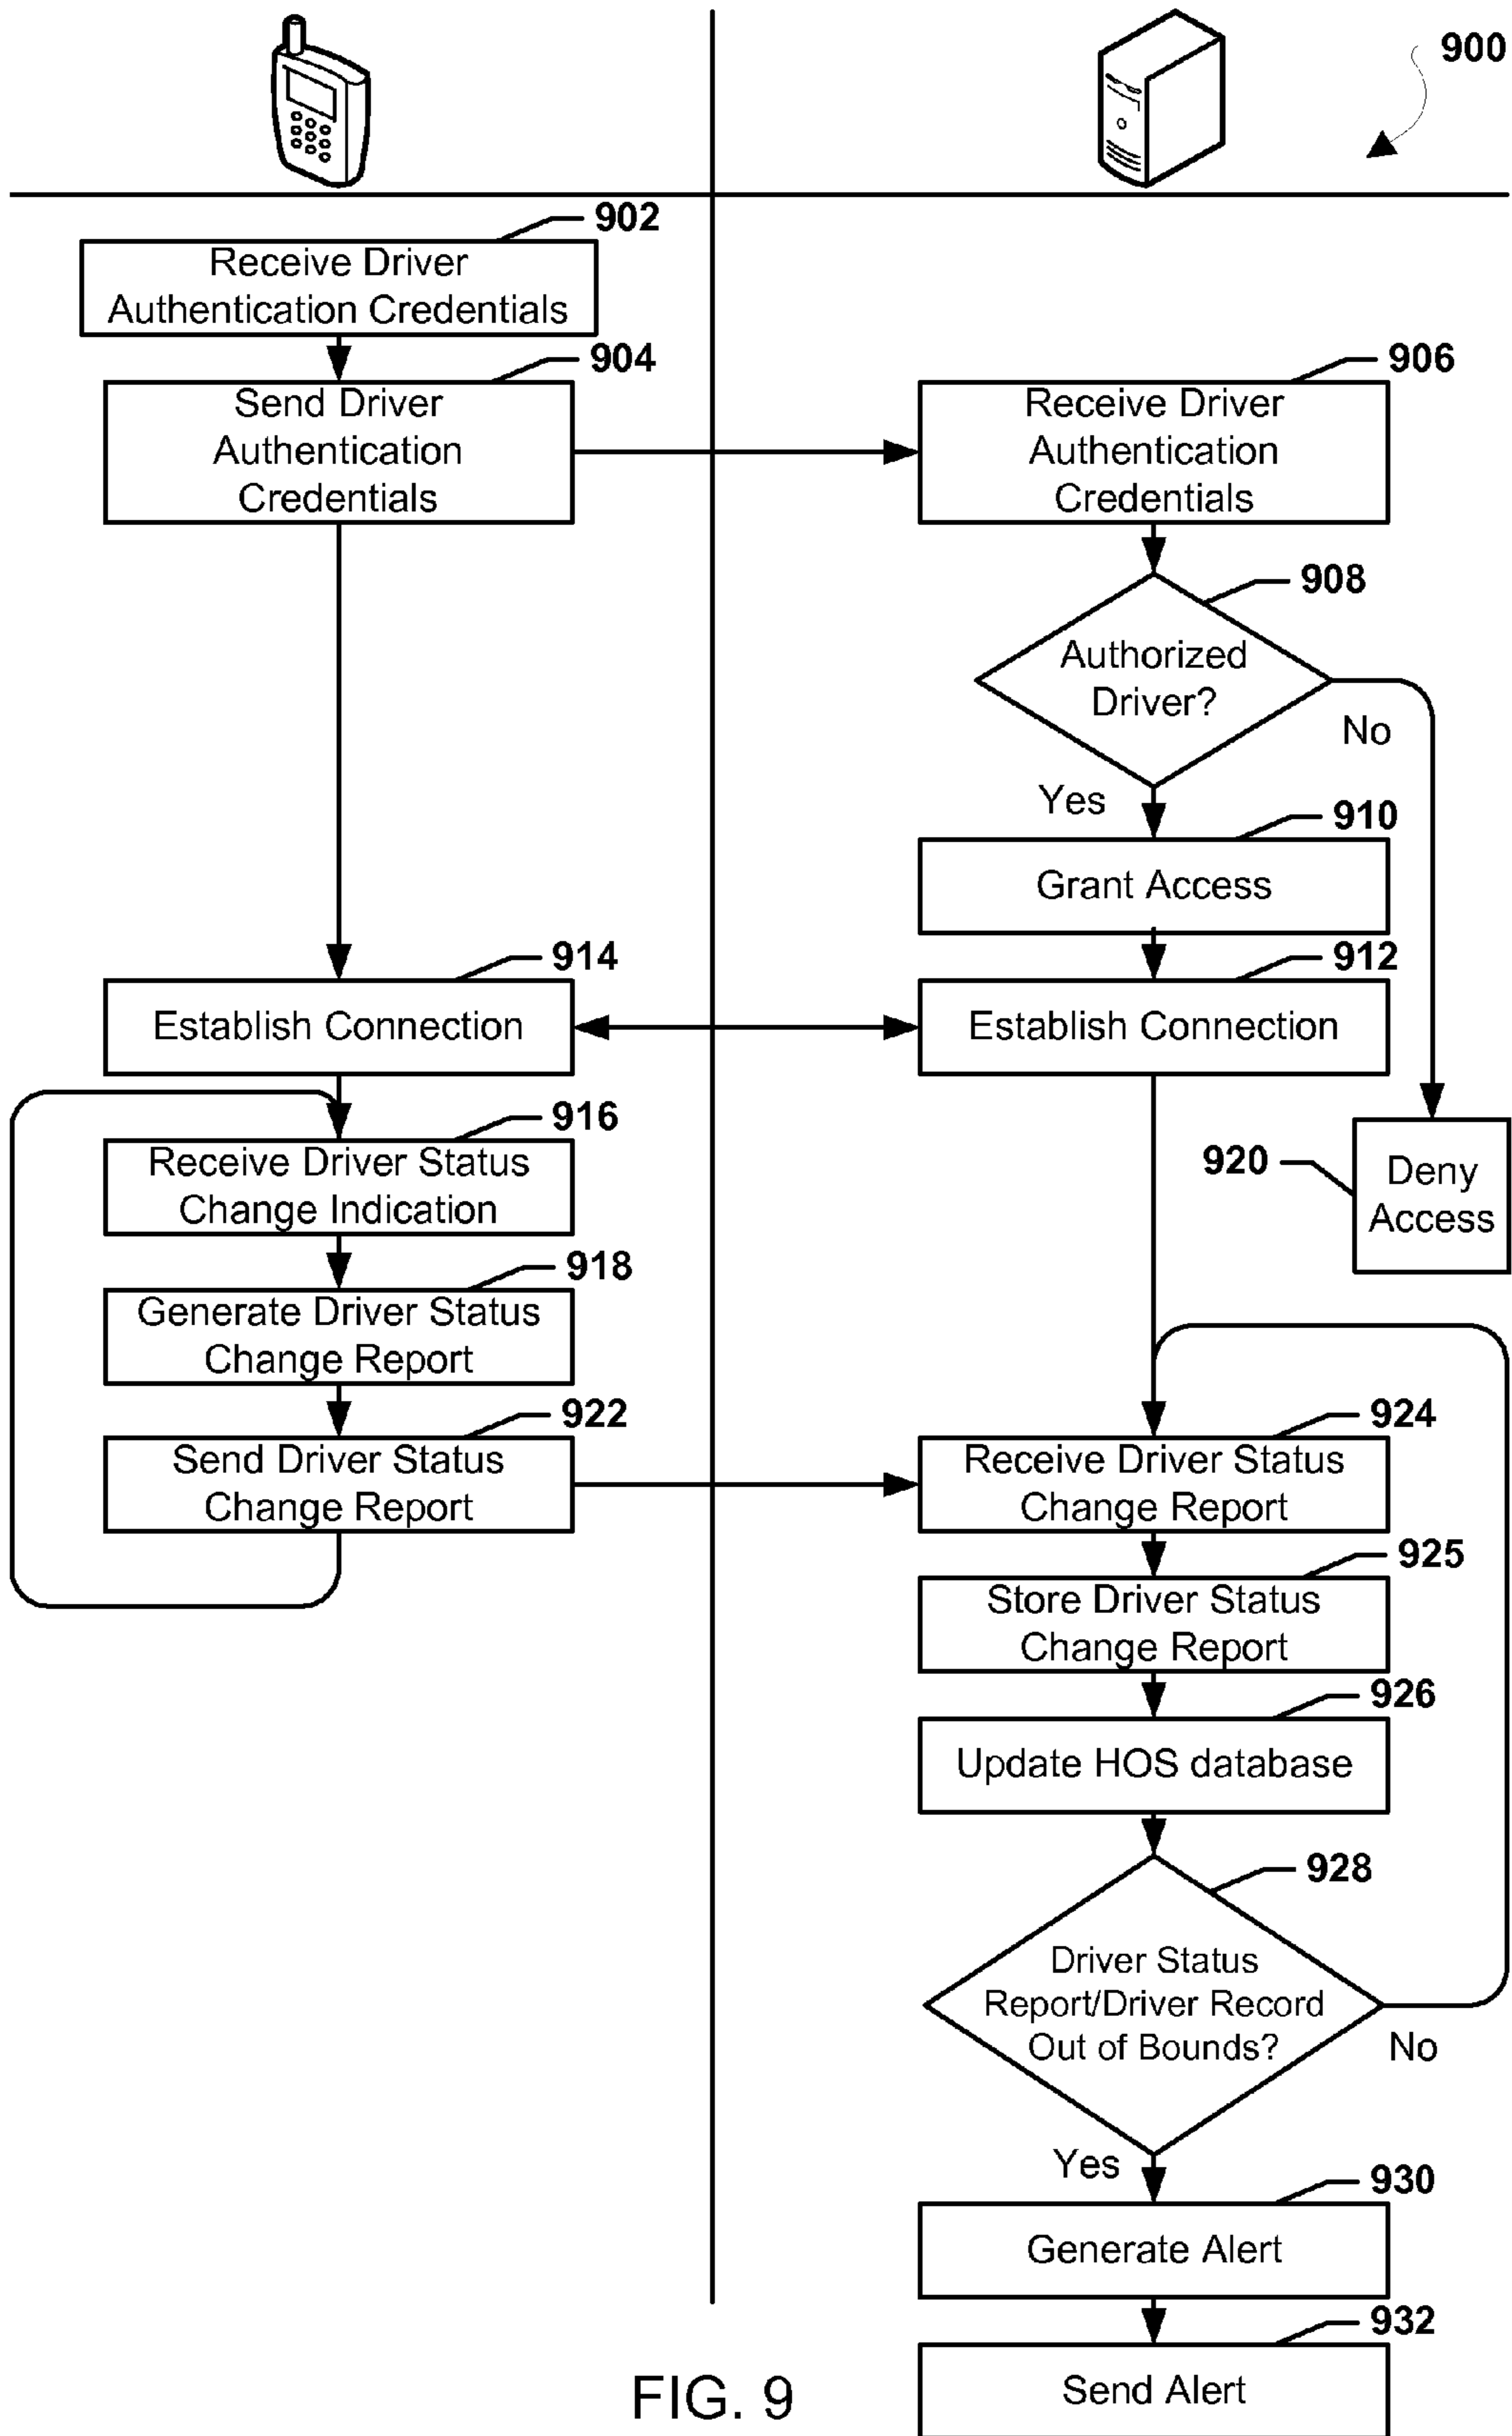 900
902
Receive Driver
Authentication Credentials
904
Send Driver
Authentication
Credentials
906
Receive Driver
Authentication
Credentials
908
Authorized
Driver?
No
Yes
910
Grant Access
914
Establish Connection
912
Establish Connection
916
Receive Driver Status
Change Indication
920
Deny
Access
918
Generate Driver Status
Change Report
922
Send Driver Status
Change Report
924
Receive Driver Status
Change Report
925
Store Driver Status
Change Report
926
Update HOS database
928
Driver Status
Report/Driver Record
Out of Bounds?
No
Yes
930
Generate Alert
932
Send Alert
FIG. 9